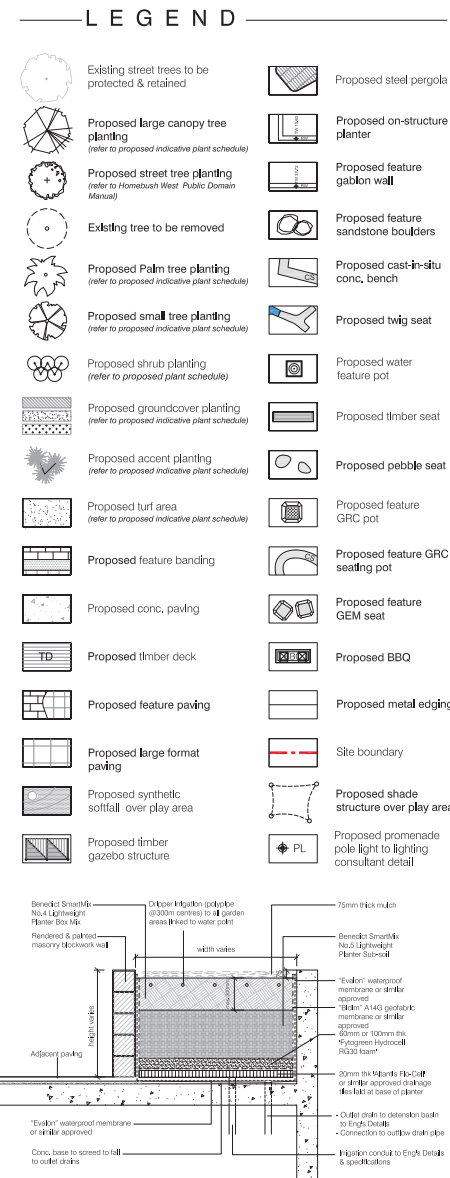 LEGEND
Existing street trees to be
protected & retained
Proposed large canopy tree
planting
(refer to proposed indicative plant schedule)
Proposed street tree planting
(refer to Homebush West Public Domain
Manual)
Existing tree to be removed
Proposed Palm tree planting
(refer to proposed indicative plant schedule)
Proposed small tree planting
(refer to proposed indicative plant schedule)
Proposed shrub planting
(refer to proposed plant schedule)
Proposed groundcover planting
(refer to proposed indicative plant schedule)
Proposed accent planting
(refer to proposed indicative plant schedule)
Proposed turf area
(refer to proposed indicative plant schedule)
Proposed feature banding
Proposed conc. paving
TD
Proposed timber deck
Proposed feature paving
Proposed large format
paving
Proposed synthetic
softfall over play area
Proposed timber
gazebo structure
Proposed steel pergola
Proposed on-structure
planter
Proposed feature
gabion wall
Proposed feature
sandstone boulders
CS
Proposed cast-in-situ
conc. bench
Proposed twig seat
Proposed water
feature pot
Proposed timber seat
Proposed pebble seat
Proposed feature
GRC pot
CS
Proposed feature GRC
seating pot
Proposed feature
GEM seat
Proposed BBQ
Proposed metal edging
Site boundary
Proposed shade
structure over play area
PL
Proposed promenade
pole light to lighting
consultant detail
Benedict SmartMix
No.4 Lightweight
Planter Box Mix
Rendered & painted
masonry blockwork wall
Dripper Irrigation (polypipe
@300m centres) to all garden
areas linked to water point
width varies
height varies
Adjacent paving
"Evalon" waterproof membrane
or similar approved
Conc. base to screed to fall
to outlet drains
75mm thick mulch
75
Benedict SmartMix
No.5 Lightweight
Planter Sub-soil
"Evalon" waterproof
membrane or similar
approved
"Bidim" A14G geofabric
membrane or similar
approved
60mm or 100mm thk
'Fytogreen Hydrocell
RG30 foam'
20mm thk 'Atlantis Flo-Cell'
or similar approved drainage
tiles laid at base of planter
- Outlet drain to detension basin
to Eng's Details
- Connection to outflow drain pipe
Irrigation conduit to Eng's Details
& specifications